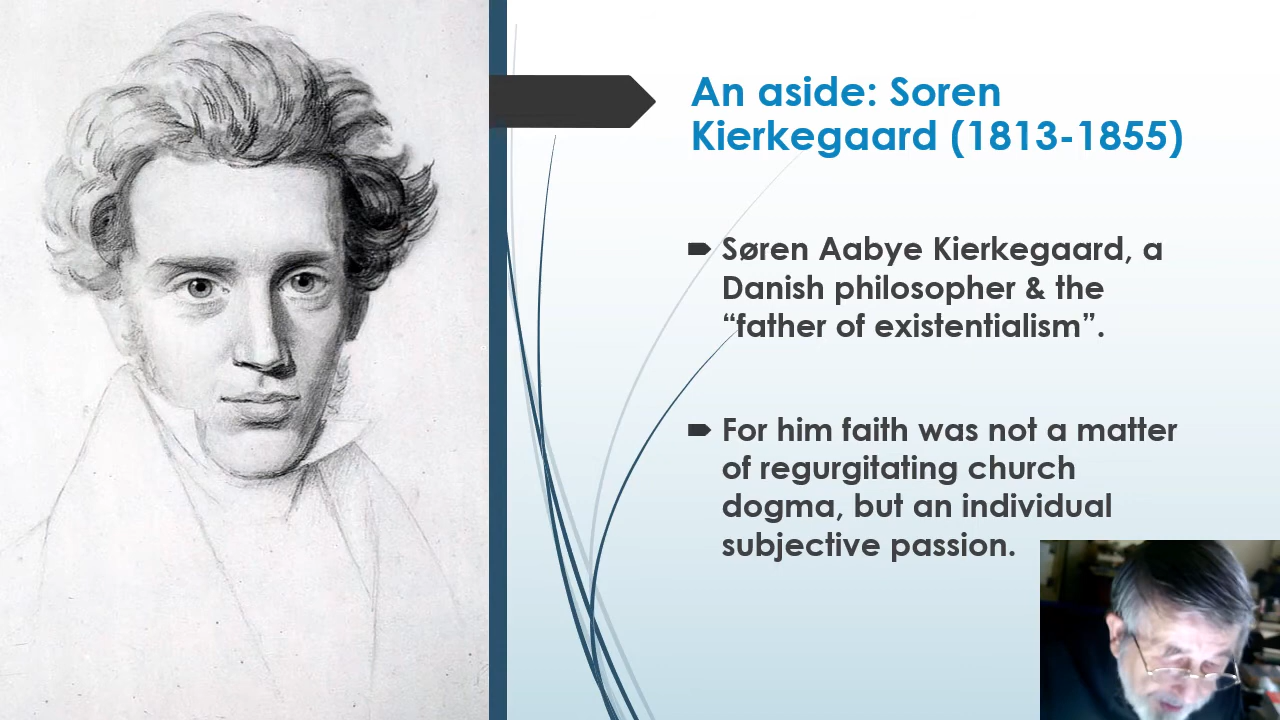 An aside: Soren
Kierkegaard (1813-1855)
Søren Aabye Kierkegaard, a
Danish philosopher & the
“father of existentialism”.
For him faith was not a matter
of regurgitating church
dogma, but an individual
subjective passion.